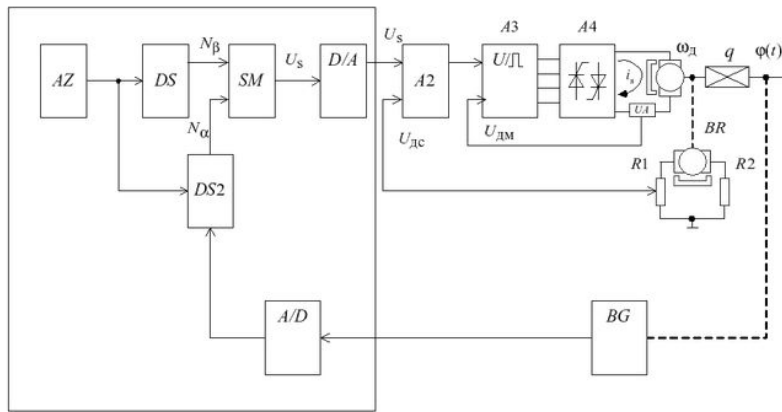 AZ
DS
N_β
SM
U_s
D/A
U_s
A2
A3
U/
A4
i_s
ω_д
q
φ(t)
UA
N_α
U_дс
U_дм
BR
DS2
R1
R2
A/D
BG